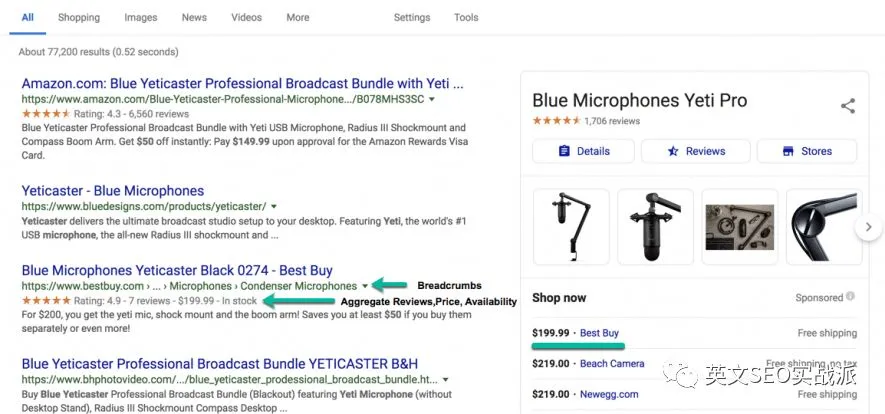 All Shopping Images News Videos More Settings Tools
About 77,200 results (0.52 seconds)
Amazon.com: Blue Yeticaster Professional Broadcast Bundle with Yeti ...
https://www.amazon.com/Blue-Yeticaster-Professional-Microphone.../B078MHS3SC
Rating: 4.3 - 6,560 reviews
Blue Yeticaster Professional Broadcast Bundle with Yeti USB Microphone, Radius III Shockmount and
Compass Boom Arm. Get $50 off instantly: Pay $149.99 upon approval for the Amazon Rewards Visa
Card.
Yeticaster - Blue Microphones
https://www.bluedesigns.com/products/yeticaster/
Yeticaster delivers the ultimate broadcast studio setup to your desktop. Featuring Yeti, the world's #1
USB microphone, the all-new Radius III shockmount and ...
Blue Microphones Yeticaster Black 0274 - Best Buy
https://www.bestbuy.com › ... › Microphones › Condenser Microphones
Breadcrumbs
Rating: 4.9 - 7 reviews - $199.99 - In stock
Aggregate Reviews,Price, Availability
For $200, you get the yeti mic, shock mount and the boom arm! Saves you at least $50 if you buy them
separately or even more!
Blue Yeticaster Professional Broadcast Bundle YETICASTER B&H
https://www.bhphotovideo.com/.../blue_yeticaster_prodessional_broadcast_bundle.ht...
Buy Blue Yeticaster Professional Broadcast Bundle (Blackout) featuring Yeti Microphone (without
Desktop Stand), Radius III Shockmount Compass Desktop ...
Blue Microphones Yeti Pro
1,706 reviews
Details Reviews Stores
Shop now Sponsored
$199.99 · Best Buy Free shipping
$219.00 · Beach Camera Free shipping, no tax
$219.00 · Newegg.com Free shipping
英文SEO实战派